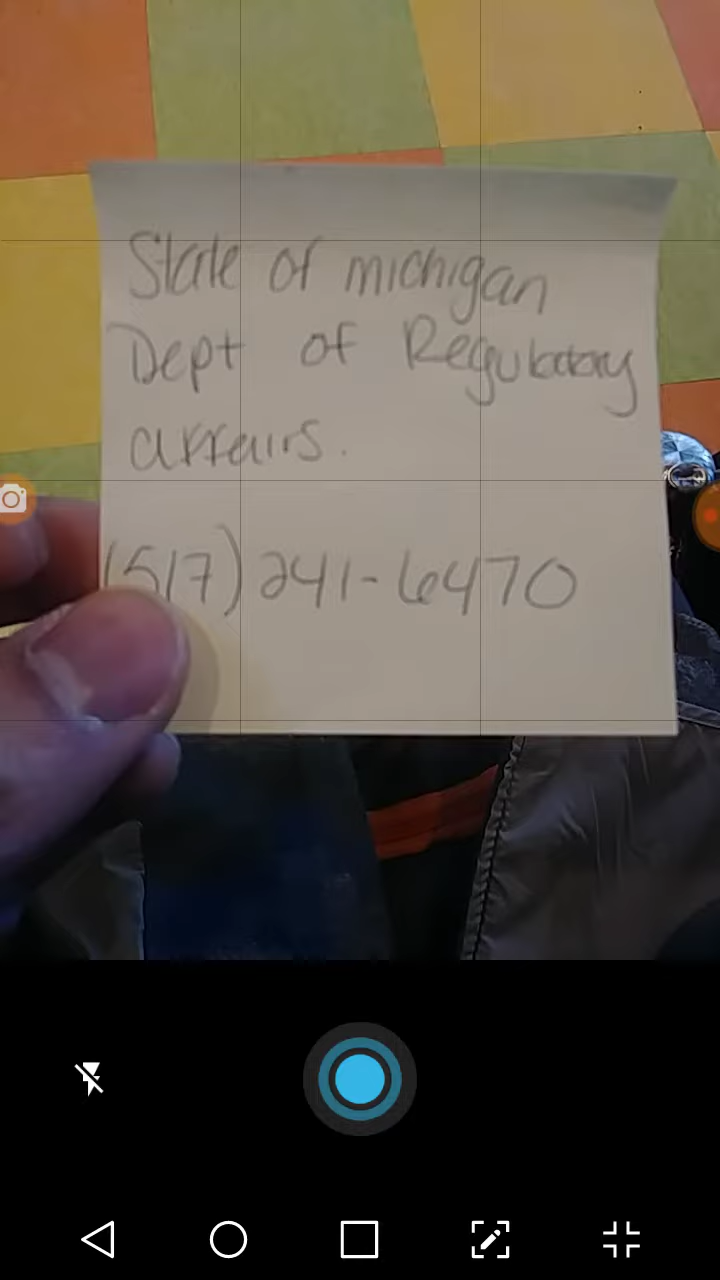 State of michigan
Dept of Regulatory
affairs.
(517) 241-6470